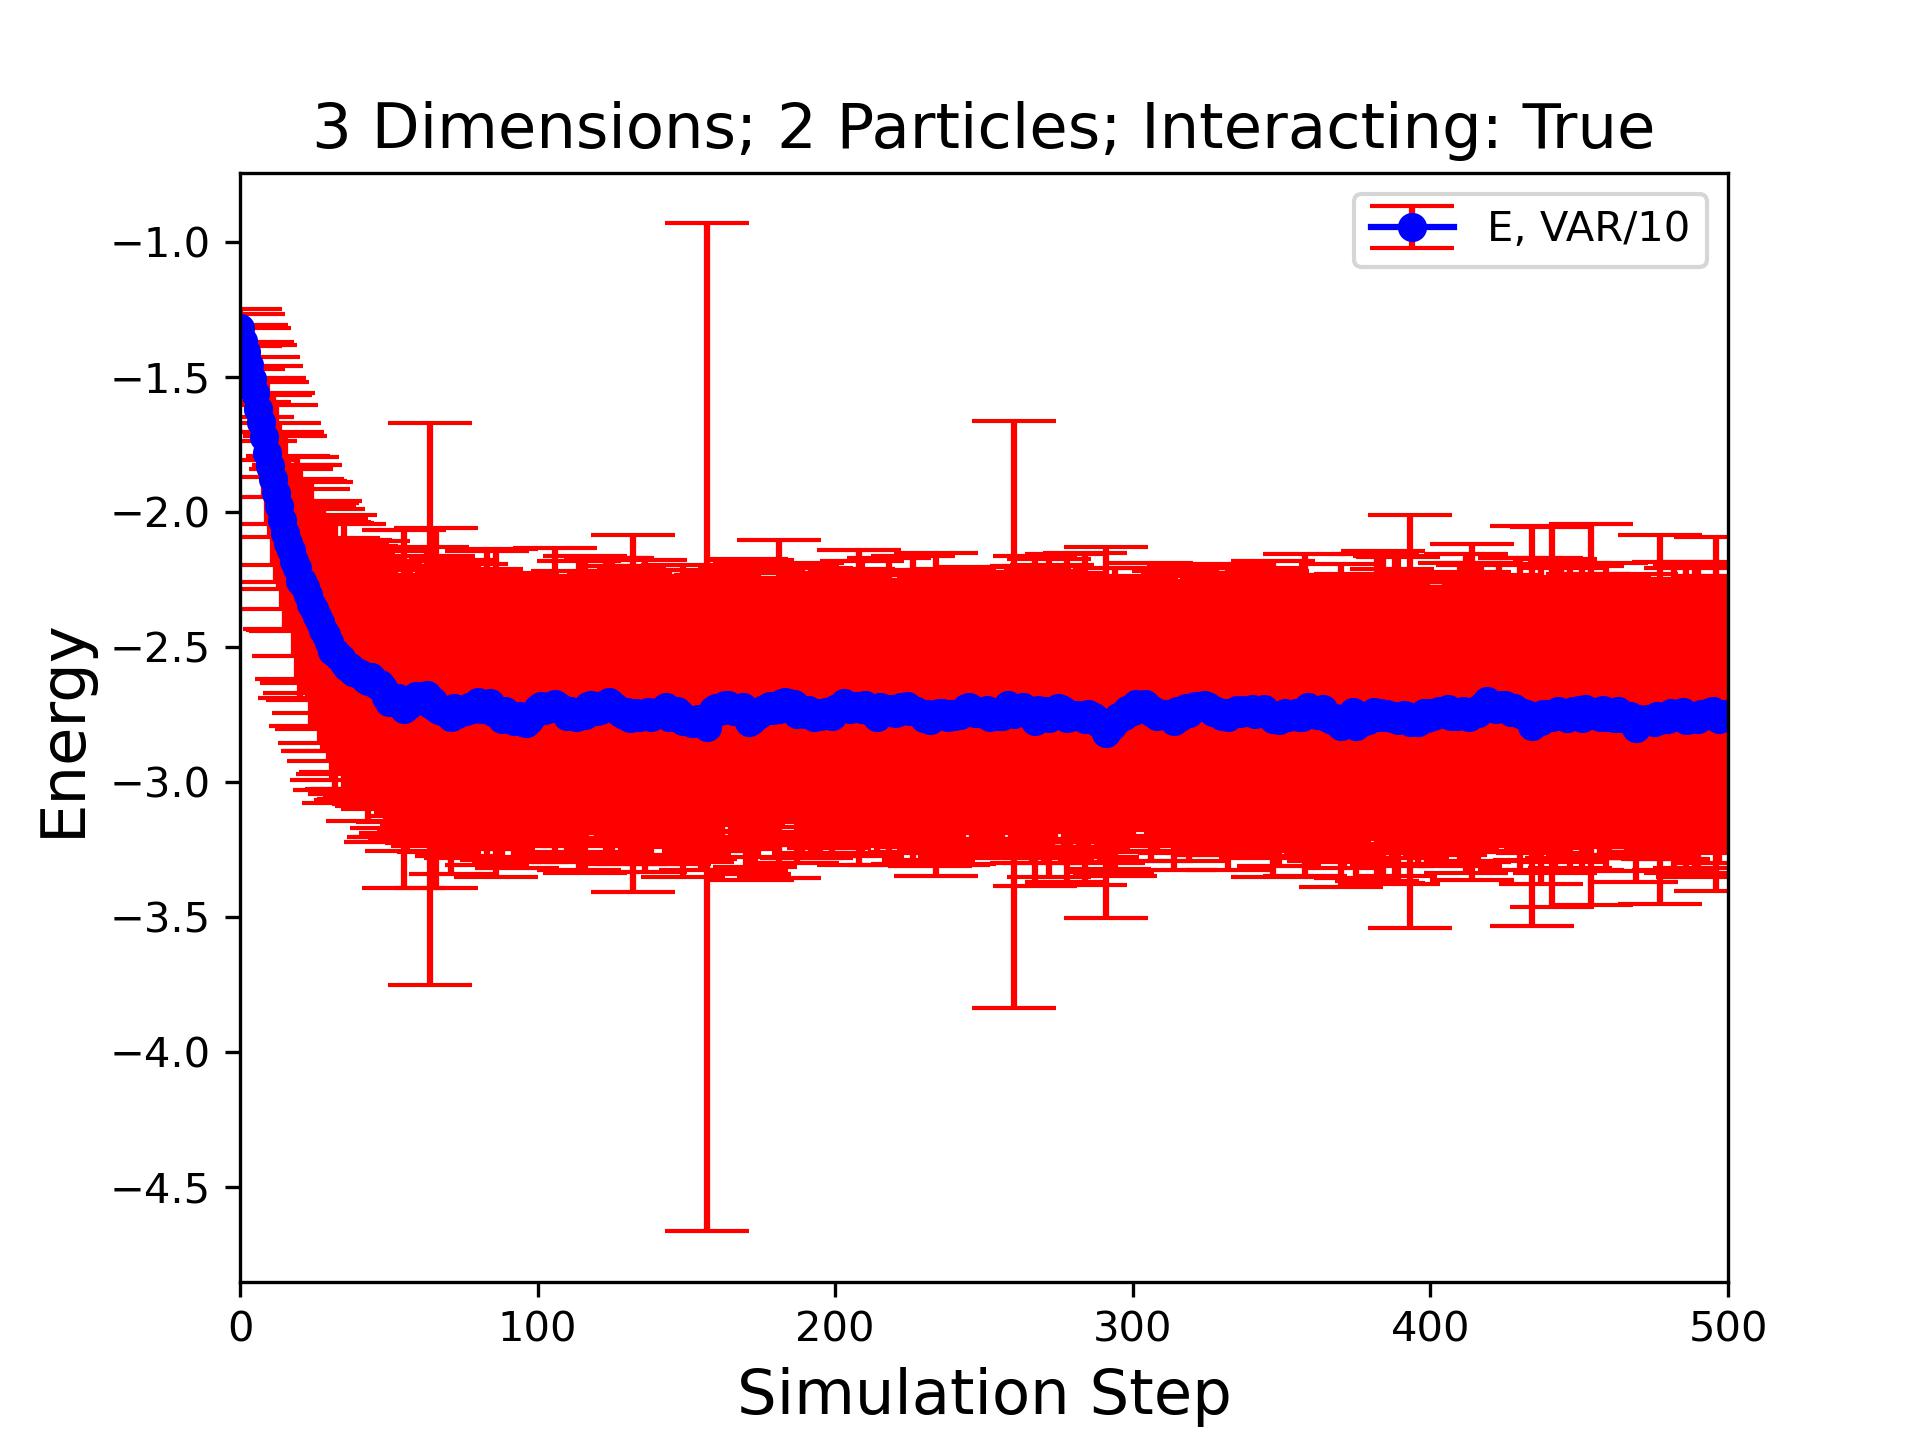 3 Dimensions; 2 Particles; Interacting: True
E, VAR/10
Energy
−1.0
−1.5
−2.0
−2.5
−3.0
−3.5
−4.0
−4.5
0 100 200 300 400 500
Simulation Step